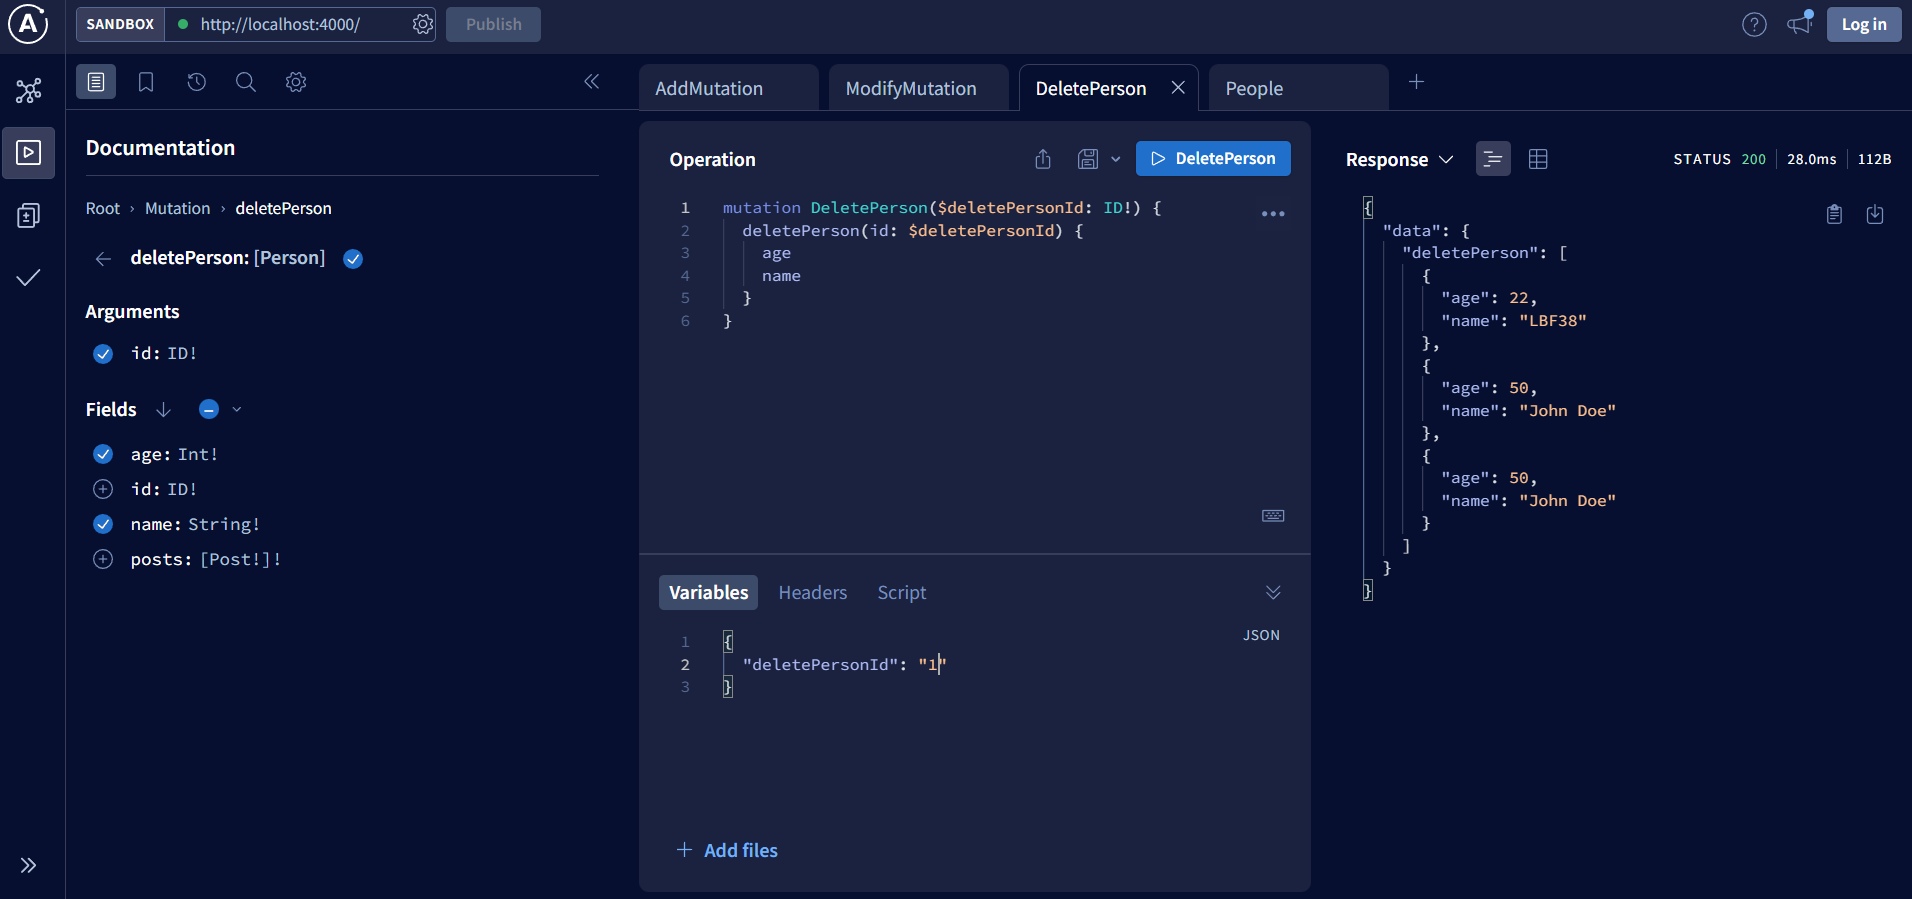 A
SANDBOX
http://localhost:4000/
Publish
Log in
AddMutation
ModifyMutation
DeletePerson
People
Documentation
Root › Mutation › deletePerson
deletePerson: [Person]
Arguments
id: ID!
Fields
age: Int!
id: ID!
name: String!
posts: [Post!]!
Operation
DeletePerson
1 mutation DeletePerson($deletePersonId: ID!) {
2 deletePerson(id: $deletePersonId) {
3 age
4 name
5 }
6 }
Variables Headers Script
JSON
1 {
2 "deletePersonId": "1"
3 }
Add files
Response
STATUS 200 28.0ms 112B
{
"data": {
"deletePerson": [
{
"age": 22,
"name": "LBF38"
},
{
"age": 50,
"name": "John Doe"
},
{
"age": 50,
"name": "John Doe"
}
]
}
}